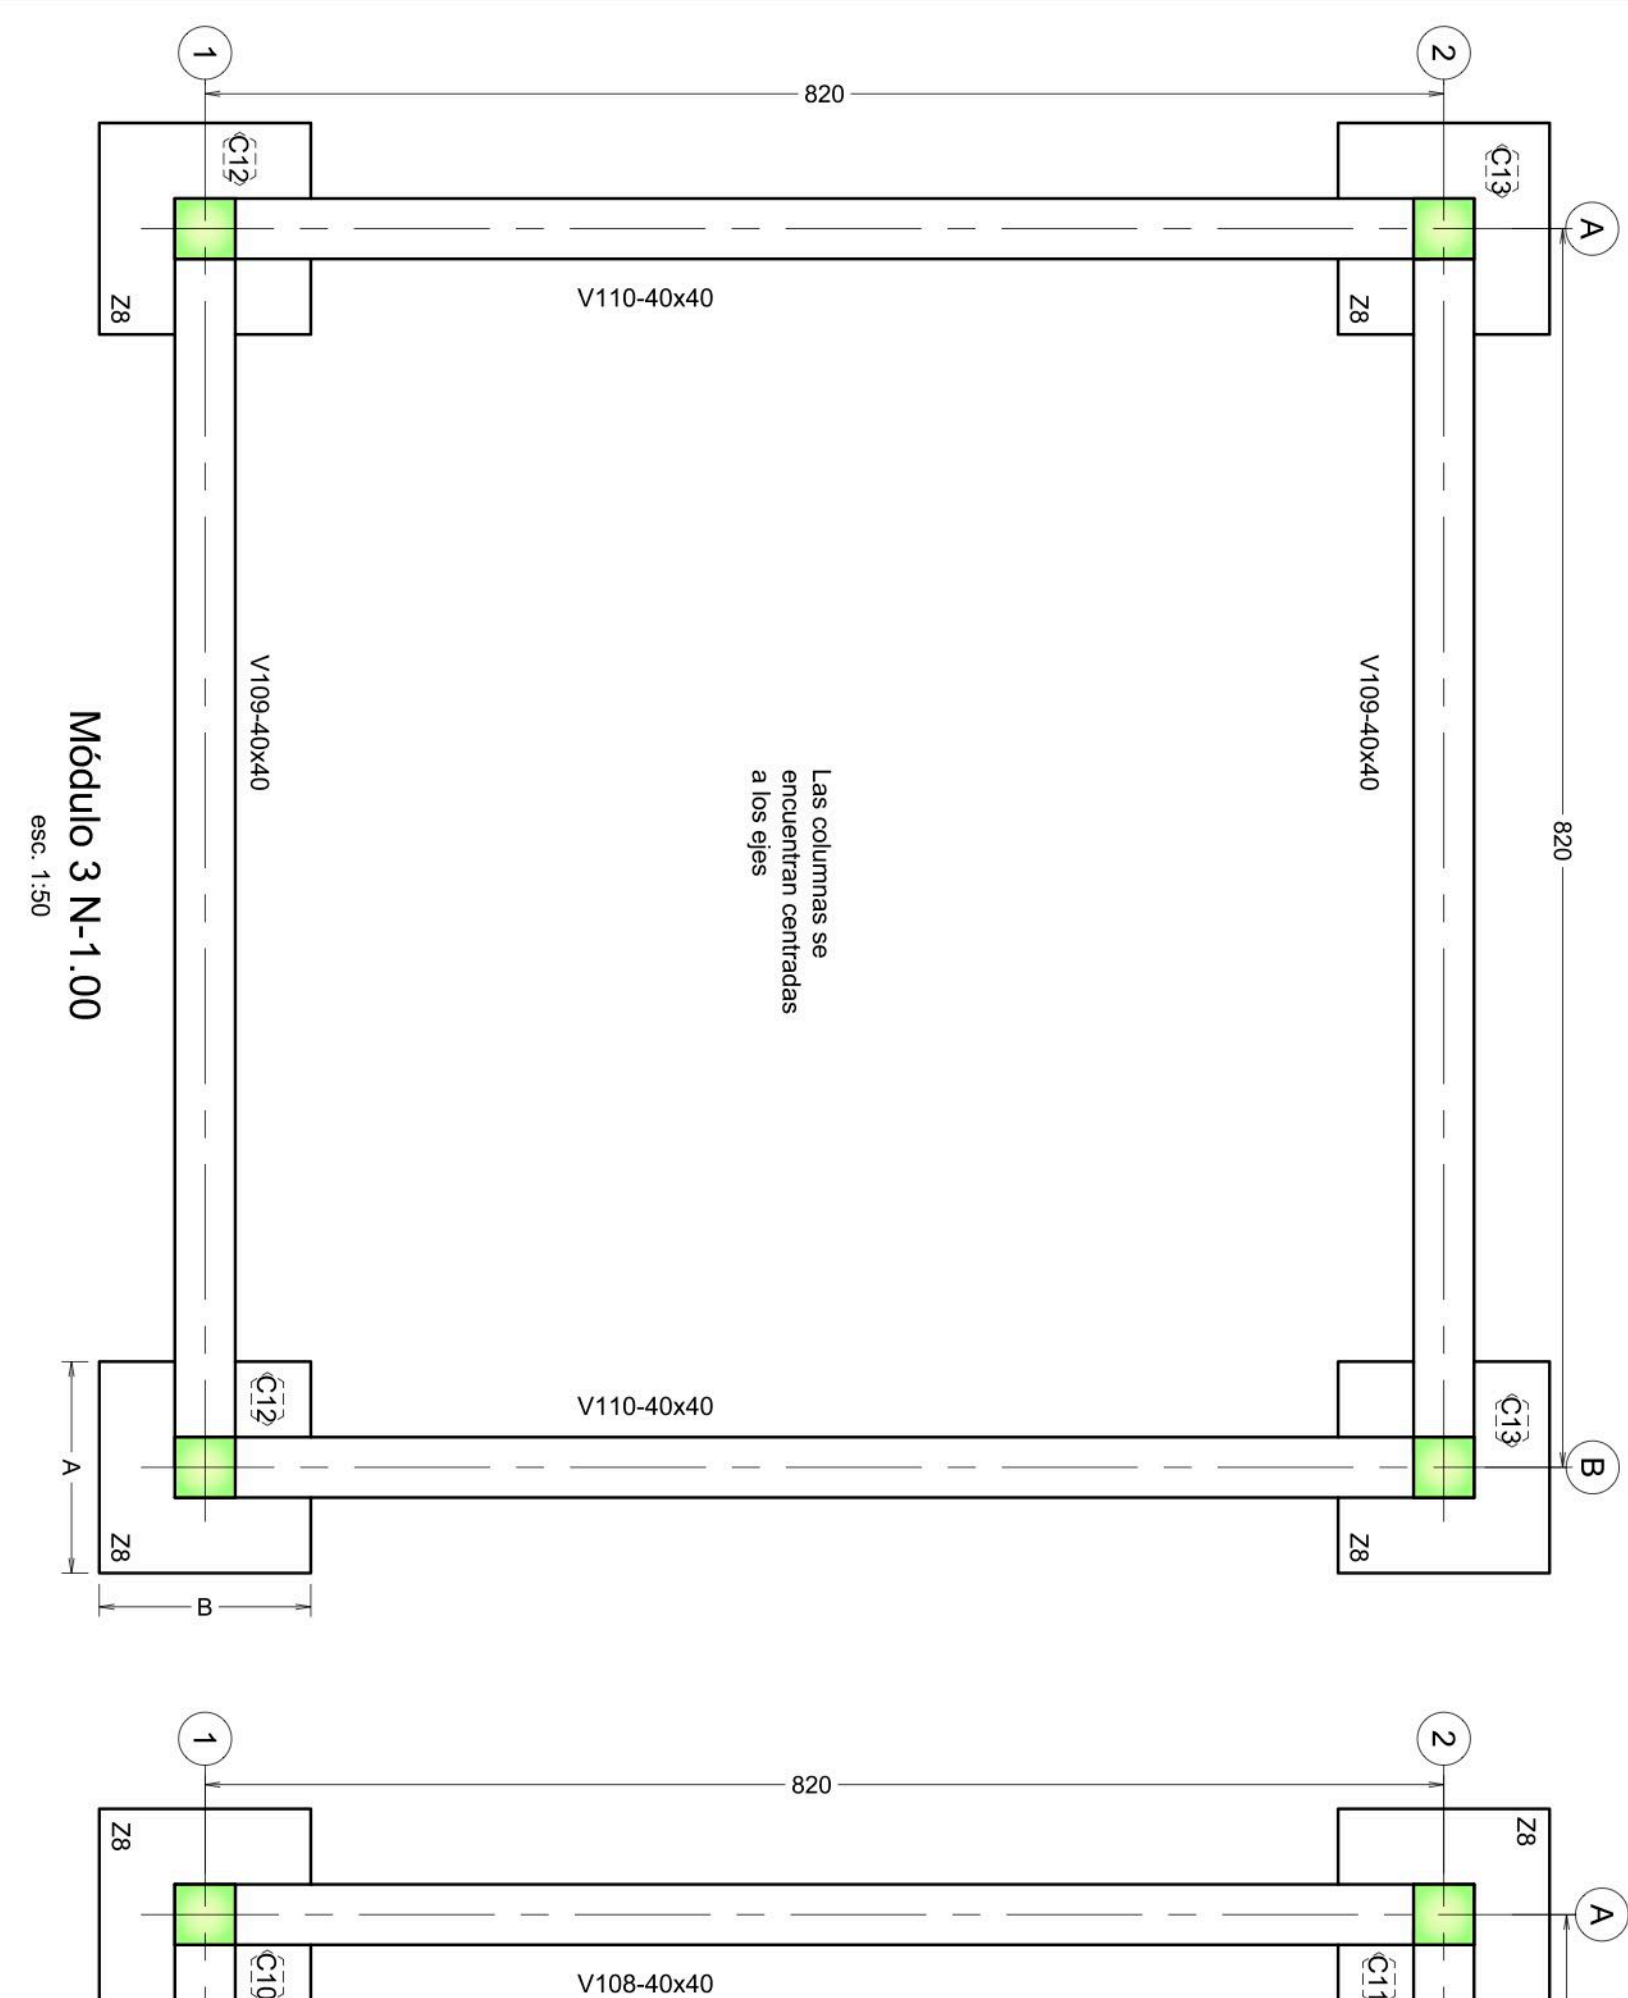 1
2
820
C12
C13
A
Z8
V110-40x40
Z8
V109-40x40
V109-40x40
820
Las columnas se
encuentran centradas
a los ejes
Módulo 3 N-1.00
esc. 1:50
C12
V110-40x40
C13
B
A
Z8
Z8
B
1
2
820
Z8
Z8
A
C10
V108-40x40
C11